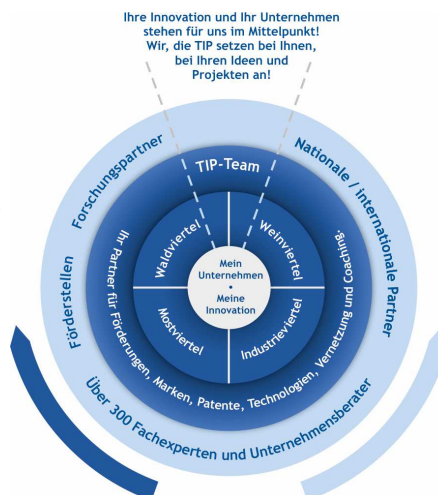 Ihre Innovation und Ihr Unternehmen
stehen für uns im Mittelpunkt!
Wir, die TIP setzen bei Ihnen,
bei Ihren Ideen und
Projekten an!
Förderstellen
Forschungspartner
Nationale / internationale Partner
Über 300 Fachexperten und Unternehmensberater
TIP-Team
Ihr Partner für Förderungen, Marken, Patente, Technologien, Vernetzung und Coaching.
Waldviertel
Weinviertel
Mostviertel
Industrieviertel
Mein
Unternehmen
•
Meine
Innovation